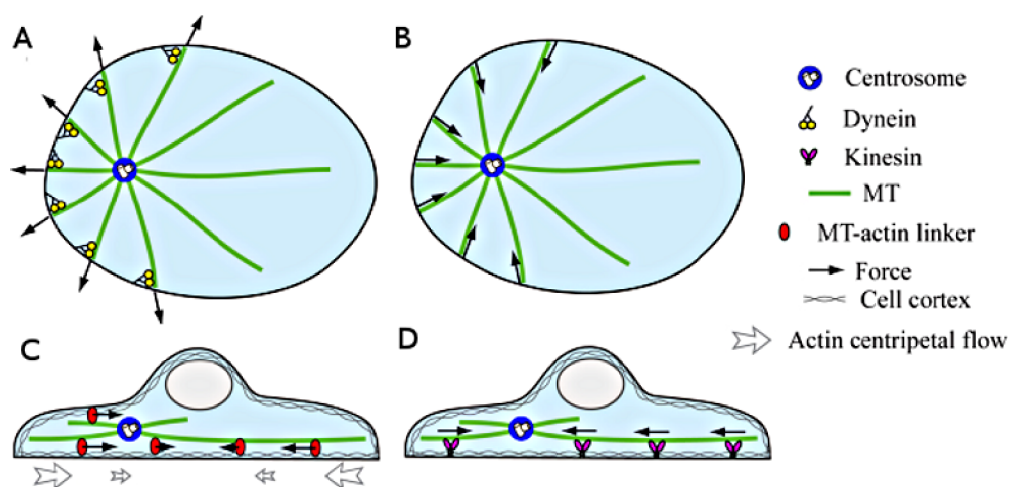 A
B
Centrosome
Dynein
Kinesin
MT
MT-actin linker
Force
Cell cortex
C
D
Actin centripetal flow